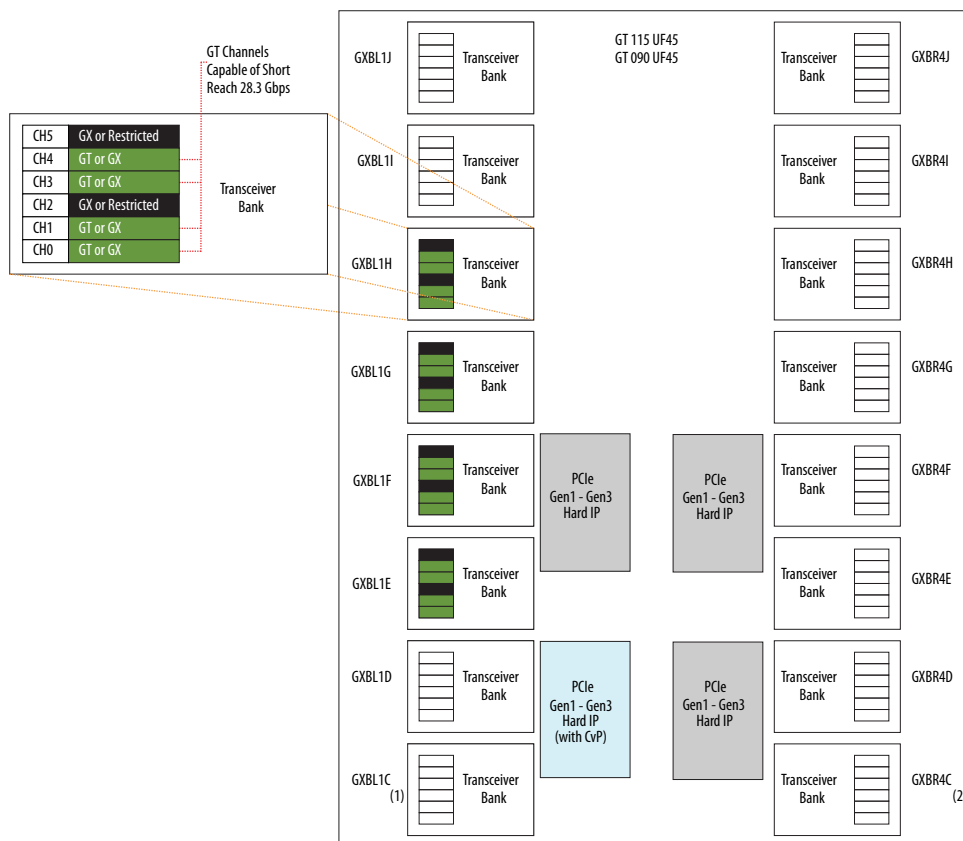 GT 115 UF45
GT 090 UF45
GT Channels
Capable of Short
Reach 28.3 Gbps
CH5 GX or Restricted
CH4 GT or GX
CH3 GT or GX
CH2 GX or Restricted
CH1 GT or GX
CH0 GT or GX
Transceiver
Bank
GXBL1J
Transceiver
Bank
Transceiver
Bank
GXBR4J
GXBL1I
Transceiver
Bank
Transceiver
Bank
GXBR4I
GXBL1H
Transceiver
Bank
Transceiver
Bank
GXBR4H
GXBL1G
Transceiver
Bank
Transceiver
Bank
GXBR4G
GXBL1F
Transceiver
Bank
PCIe
Gen1 - Gen3
Hard IP
PCIe
Gen1 - Gen3
Hard IP
Transceiver
Bank
GXBR4F
GXBL1E
Transceiver
Bank
Transceiver
Bank
GXBR4E
GXBL1D
Transceiver
Bank
PCIe
Gen1 - Gen3
Hard IP
(with CvP)
PCIe
Gen1 - Gen3
Hard IP
Transceiver
Bank
GXBR4D
GXBL1C
(1)
Transceiver
Bank
Transceiver
Bank
GXBR4C
(2